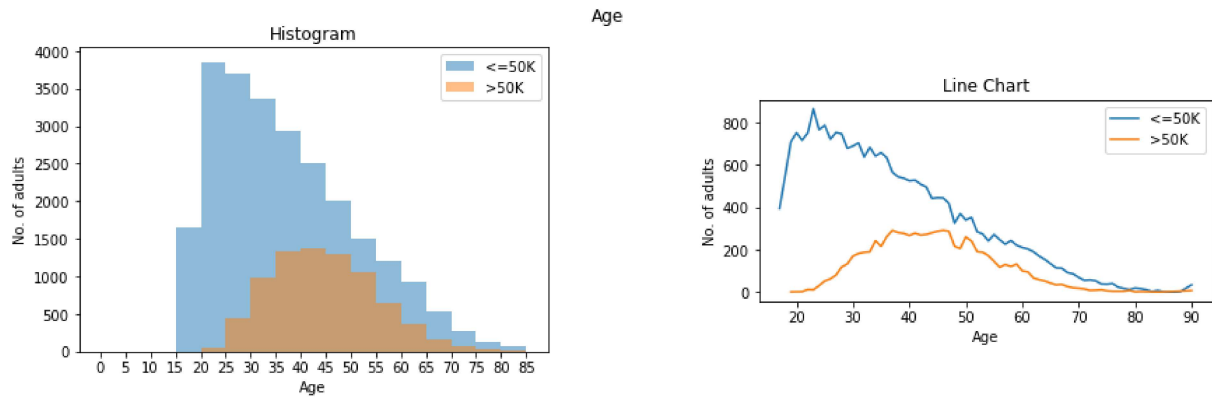 Age
Histogram
4000
3500
3000
2500
2000
1500
1000
500
0
No. of adults
<=50K
>50K
0 5 10 15 20 25 30 35 40 45 50 55 60 65 70 75 80 85
Age
Line Chart
800
600
400
200
0
No. of adults
<=50K
>50K
20 30 40 50 60 70 80 90
Age